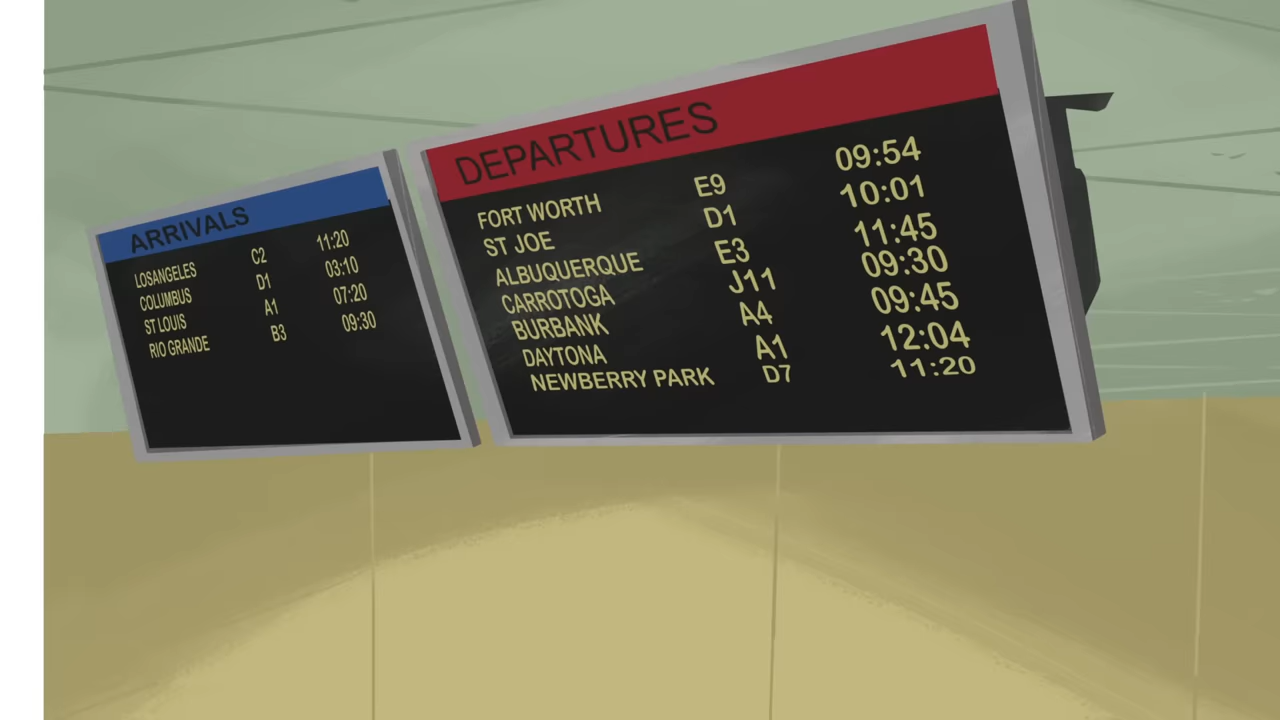 ARRIVALS
LOSANGELES C2 11:20
COLUMBUS D1 03:10
ST LOUIS A1 07:20
RIO GRANDE B3 09:30
DEPARTURES
FORT WORTH E9 09:54
ST JOE D1 10:01
ALBUQUERQUE E3 11:45
CARROTOGA J11 09:30
BURBANK A4 09:45
DAYTONA A1 12:04
NEWBERRY PARK D7 11:20